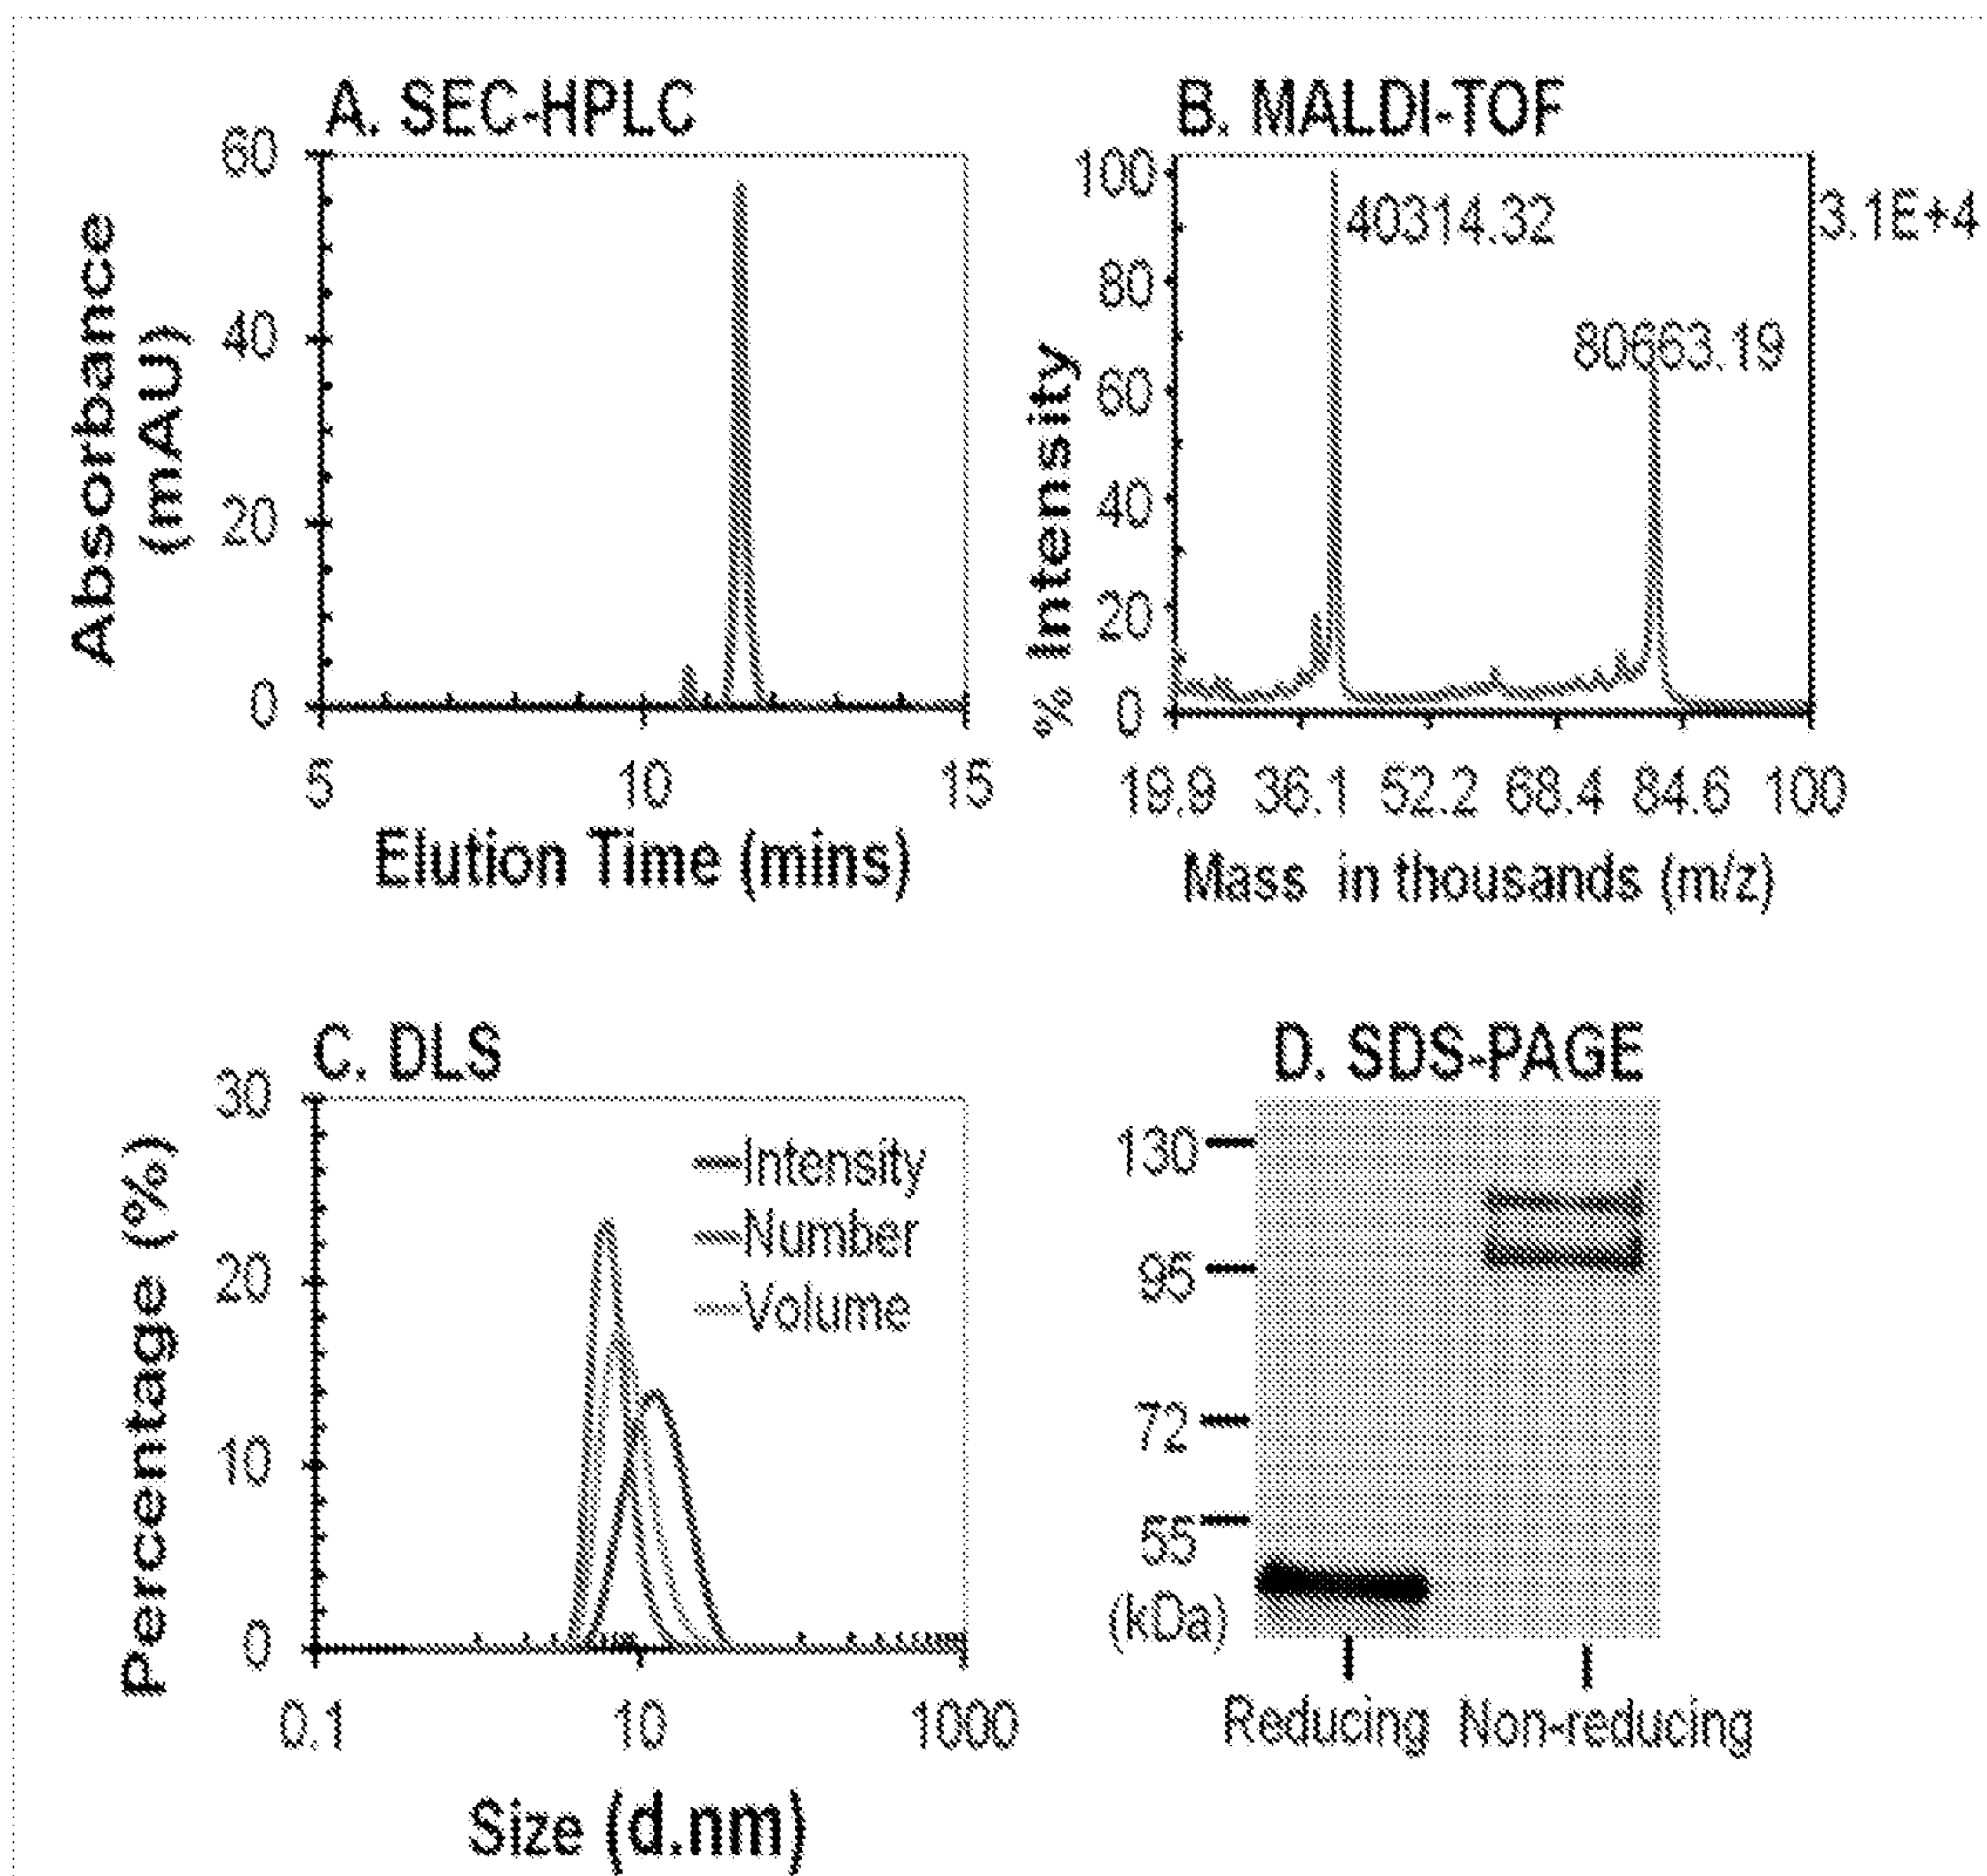 A. SEC-HPLC
60
40
20
0
Absorbance
(mAU)
5 10 15
Elution Time (mins)
B. MALDI-TOF
100
80
60
40
20
0
% Intensity
40314.32
80663.19
3.1E+4
19.9 36.1 52.2 68.4 84.6 100
Mass in thousands (m/z)
C. DLS
30
20
10
0
Percentage (%)
Intensity
Number
Volume
0.1 10 1000
Size (d.nm)
D. SDS-PAGE
130
95
72
55
(kDa)
Reducing Non-reducing